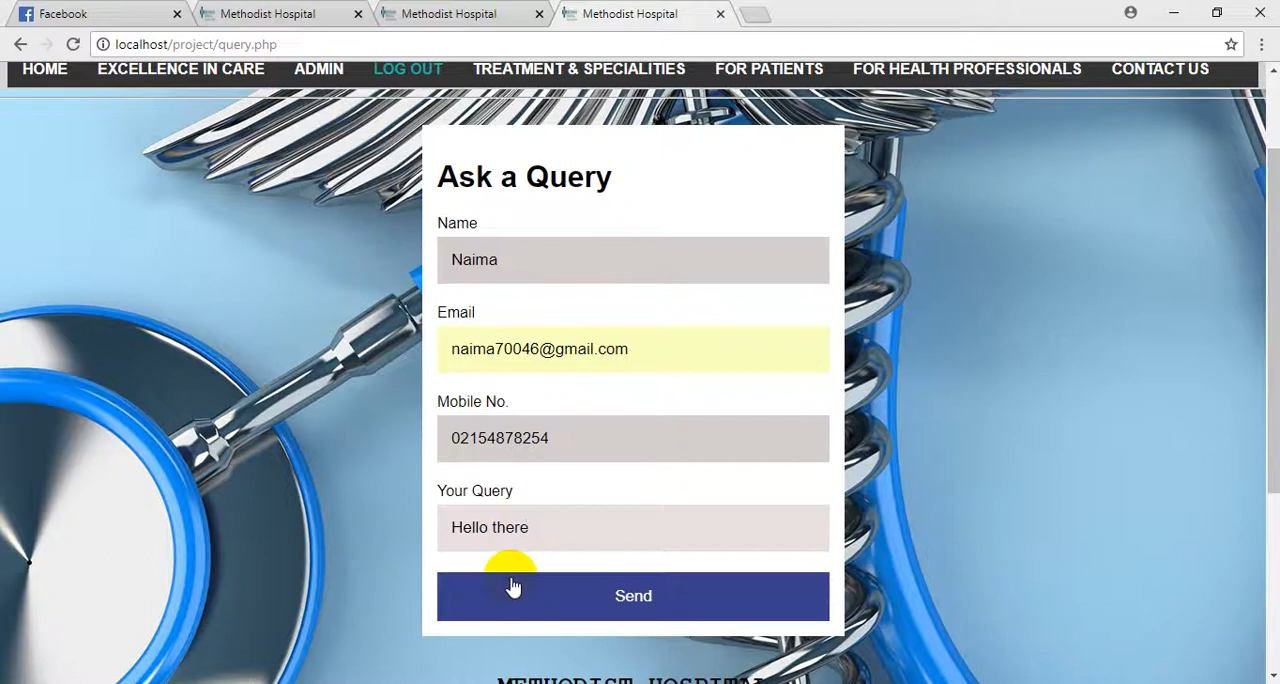 Facebook
Methodist Hospital
Methodist Hospital
Methodist Hospital
localhost/project/query.php
HOME EXCELLENCE IN CARE ADMIN LOG OUT TREATMENT & SPECIALITIES FOR PATIENTS FOR HEALTH PROFESSIONALS CONTACT US
Ask a Query
Name
Naima
Email
naima70046@gmail.com
Mobile No.
02154878254
Your Query
Hello there
Send
METHODIST HOSPITAL